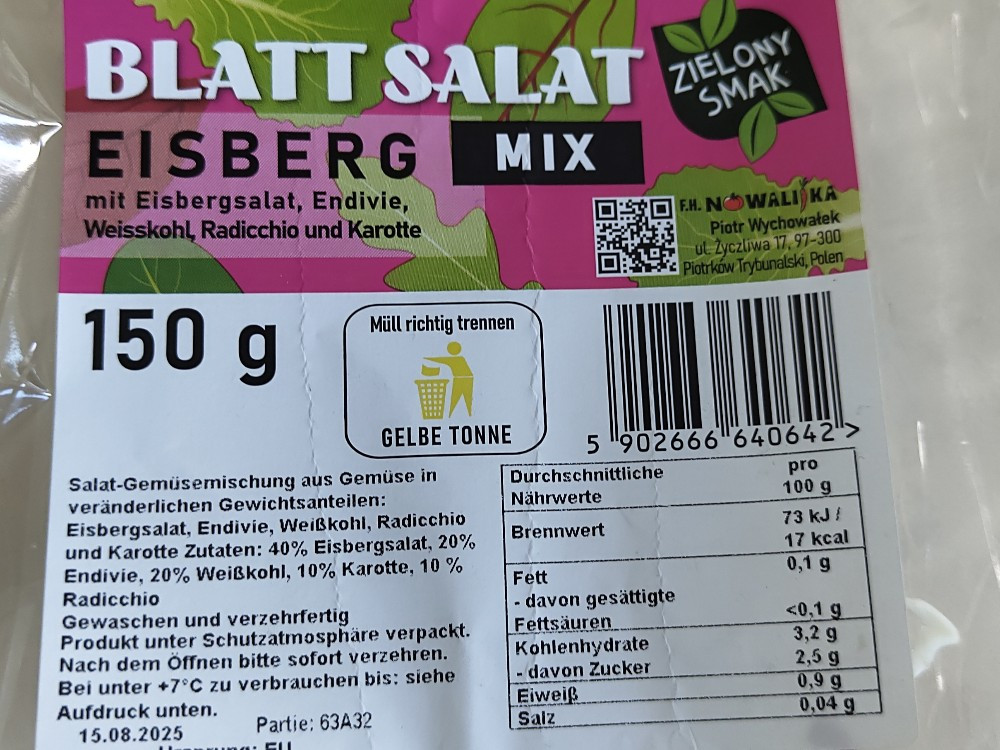 BLATT SALAT
ZIELONY
SMAK
EISBERG MIX
mit Eisbergsalat, Endivie,
Weisskohl, Radicchio und Karotte
F.H. NOWALIJKA
Piotr Wychowałek
ul. Życzliwa 17, 97-300
Piotrków Trybunalski, Polen
150 g
Müll richtig trennen
GELBE TONNE
5 902666 640642 >
Salat-Gemüsemischung aus Gemüse in
veränderlichen Gewichtsanteilen:
Eisbergsalat, Endivie, Weißkohl, Radicchio
und Karotte Zutaten: 40% Eisbergsalat, 20%
Endivie, 20% Weißkohl, 10% Karotte, 10 %
Radicchio
Gewaschen und verzehrfertig
Produkt unter Schutzatmosphäre verpackt.
Nach dem Öffnen bitte sofort verzehren.
Bei unter +7°C zu verbrauchen bis: siehe
Aufdruck unten.
15.08.2025 Partie: 63A32
Ursprung: EU
Durchschnittliche pro
Nährwerte 100 g
Brennwert 73 kJ /
17 kcal
Fett 0,1 g
- davon gesättigte
Fettsäuren <0,1 g
Kohlenhydrate 3,2 g
- davon Zucker 2,5 g
Eiweiß 0,9 g
Salz 0,04 g